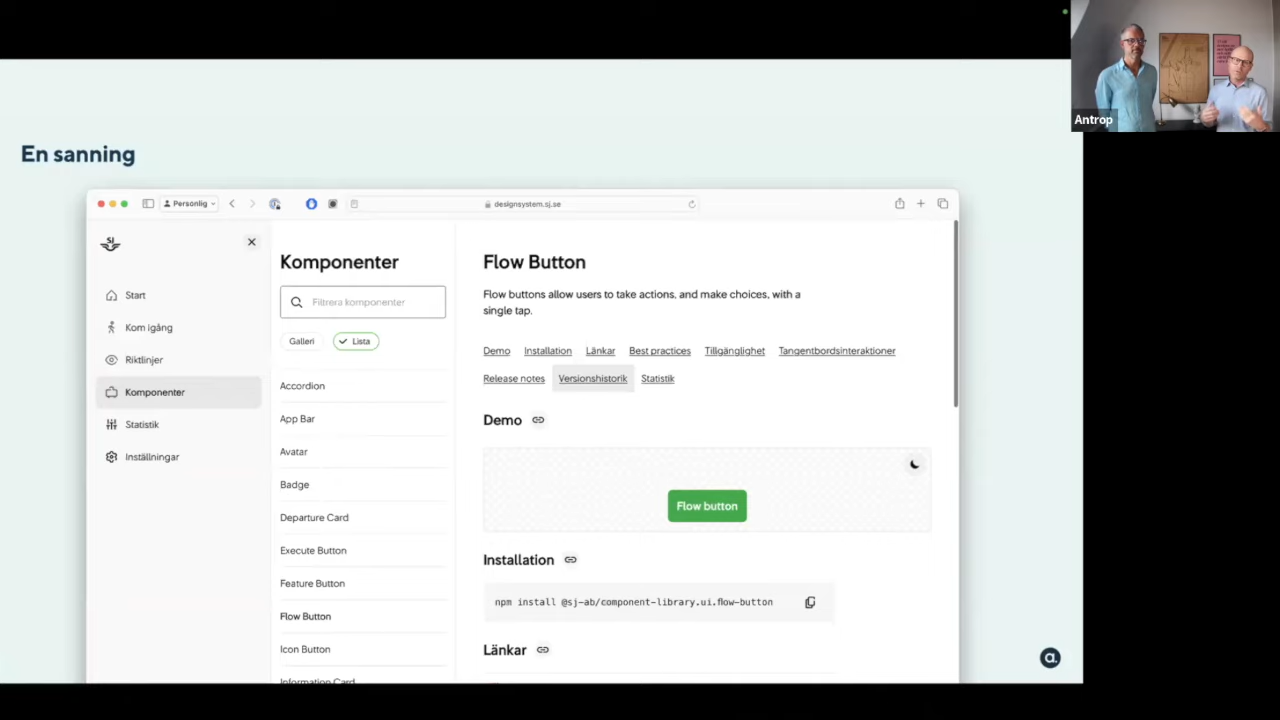 Antrop
En sanning
Personlig
designsystem.sj.se
SJ
Start
Kom igång
Riktlinjer
Komponenter
Statistik
Inställningar
Komponenter
Filtrera komponenter
Galleri
Lista
Accordion
App Bar
Avatar
Badge
Departure Card
Execute Button
Feature Button
Flow Button
Icon Button
Information Card
Flow Button
Flow buttons allow users to take actions, and make choices, with a
single tap.
Demo Installation Länkar Best practices Tillgänglighet Tangentbordsinteraktioner
Release notes Versionshistorik Statistik
Demo
Flow button
Installation
npm install @sj-ab/component-library.ui.flow-button
Länkar
a.